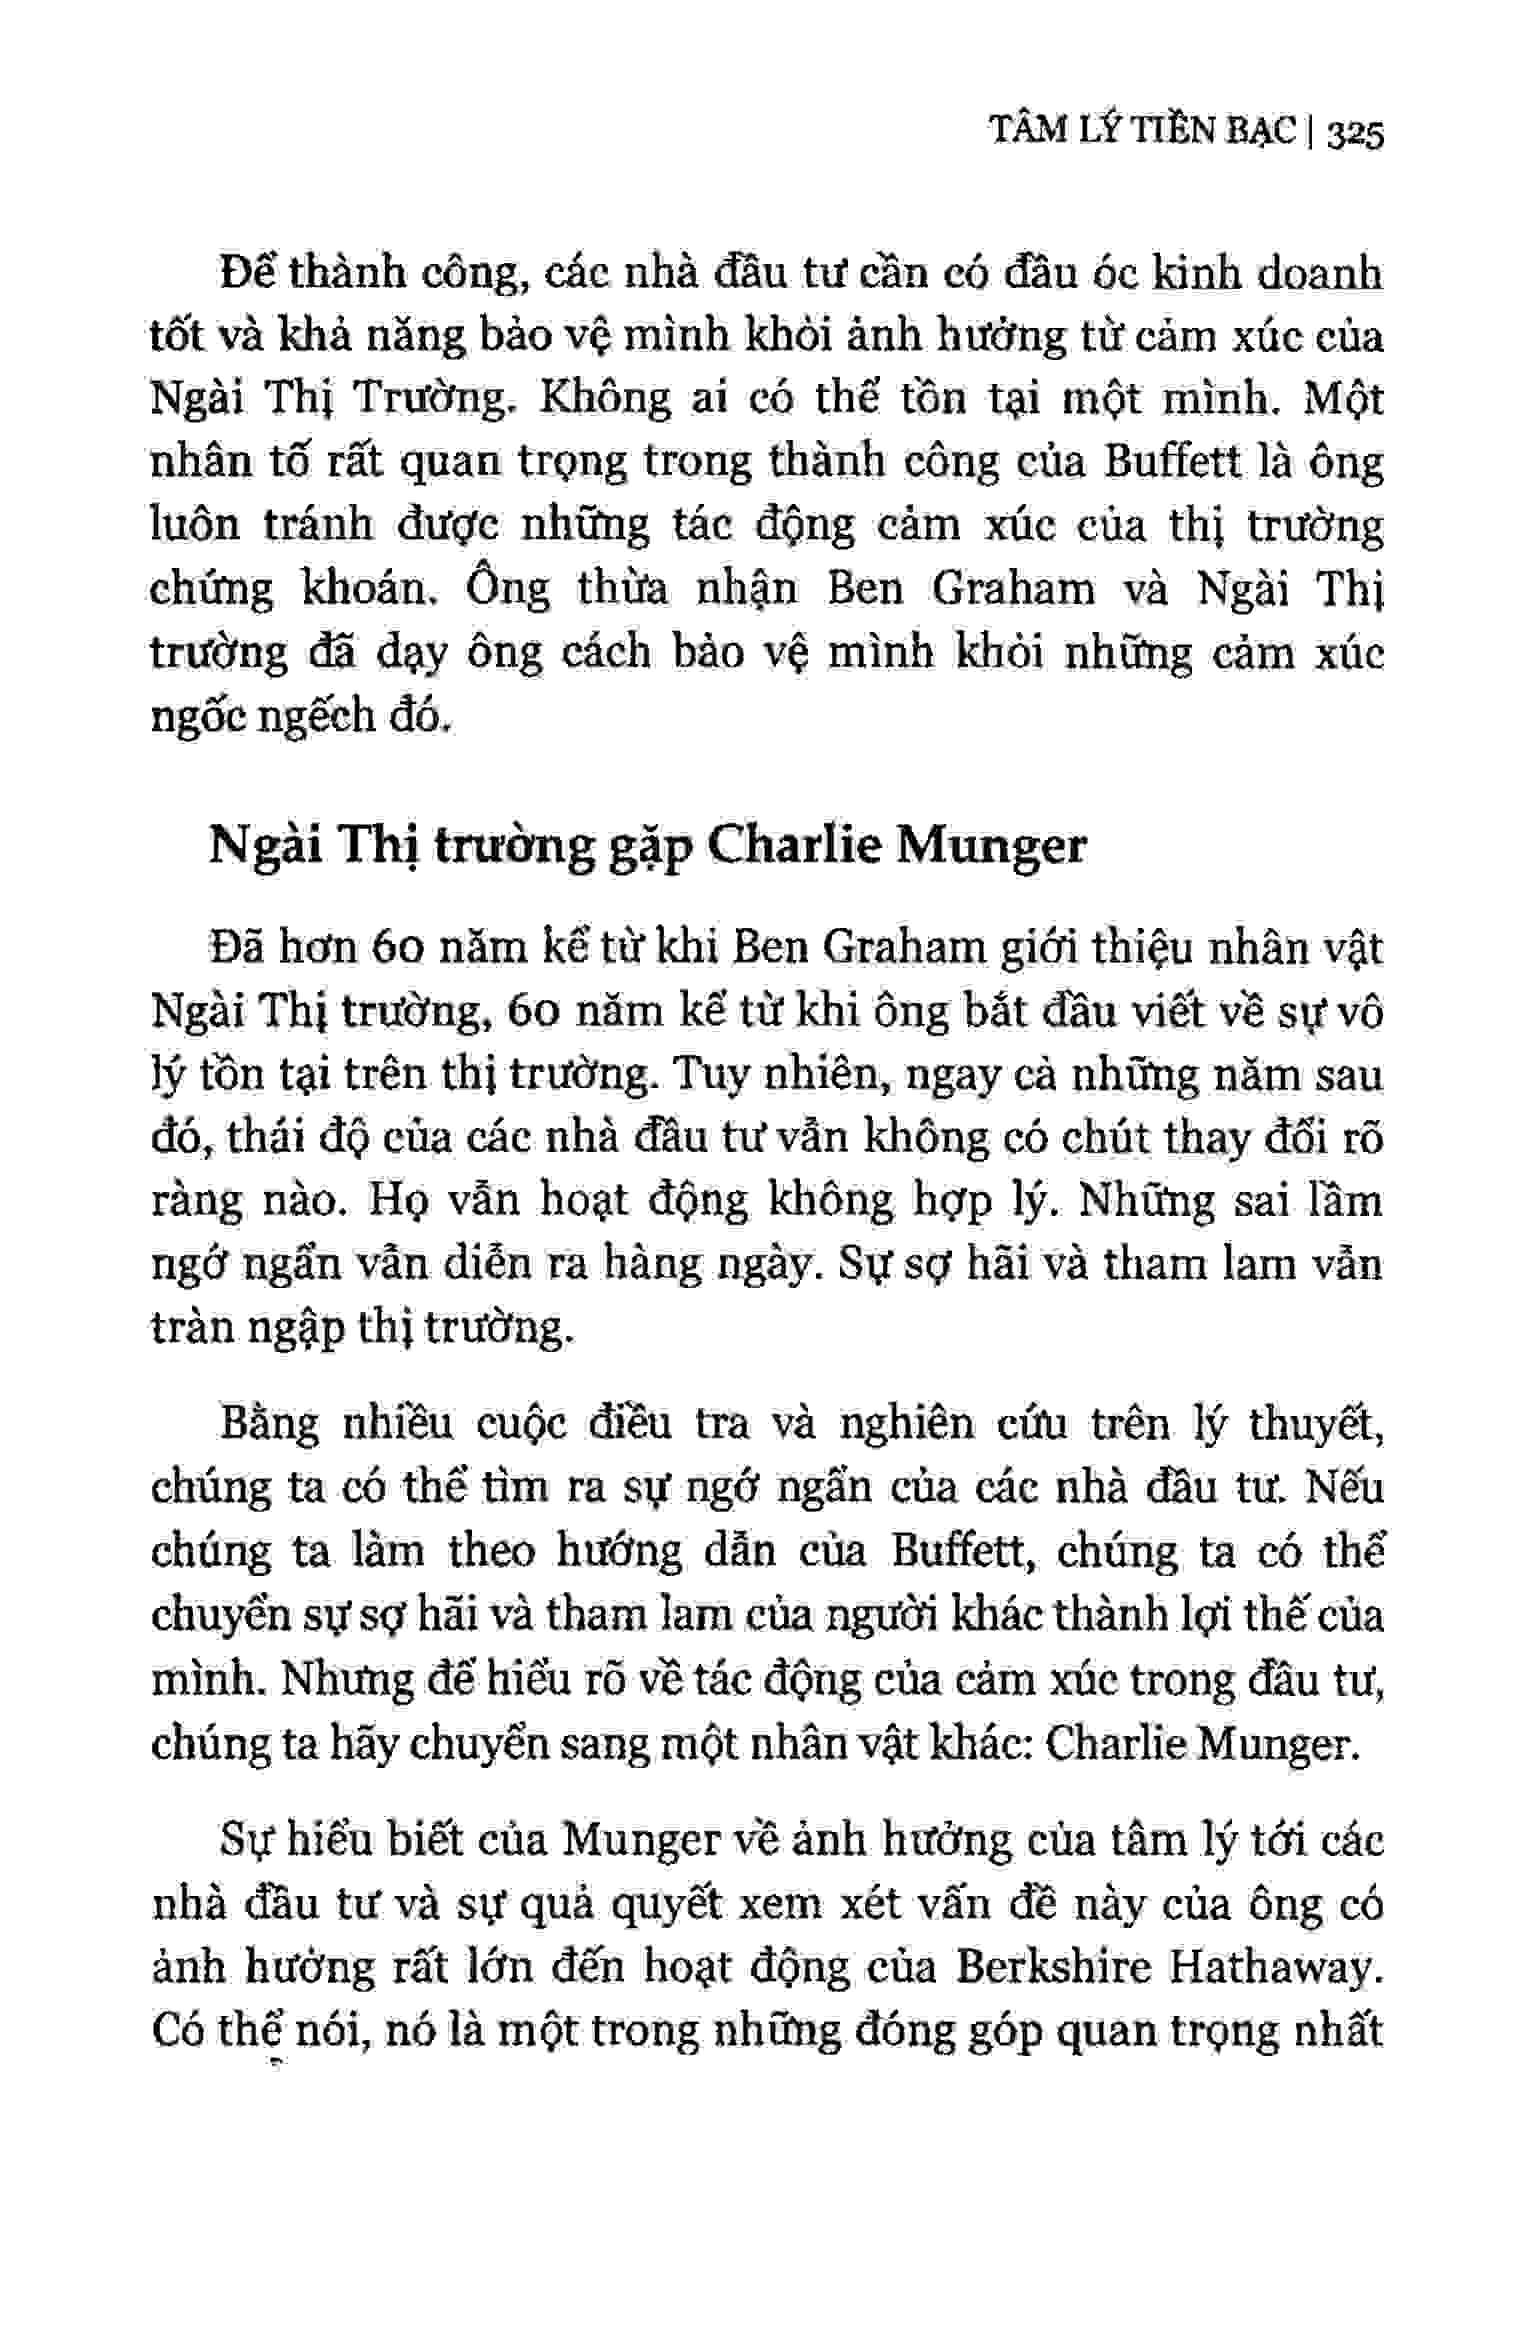 TÂM LÝ TIỀN BẠC | 325
Để thành công, các nhà đầu tư cần có đầu óc kinh doanh
tốt và khả năng bảo vệ mình khỏi ảnh hưởng từ cảm xúc của
Ngài Thị Trường. Không ai có thể tồn tại một mình. Một
nhân tố rất quan trọng trong thành công của Buffett là ông
luôn tránh được những tác động cảm xúc của thị trường
chứng khoán. Ông thừa nhận Ben Graham và Ngài Thị
trường đã dạy ông cách bảo vệ mình khỏi những cảm xúc
ngốc ngếch đó.
Ngài Thị trường gặp Charlie Munger
Đã hơn 60 năm kể từ khi Ben Graham giới thiệu nhân vật
Ngài Thị trường, 60 năm kể từ khi ông bắt đầu viết về sự vô
lý tồn tại trên thị trường. Tuy nhiên, ngay cả những năm sau
đó, thái độ của các nhà đầu tư vẫn không có chút thay đổi rõ
ràng nào. Họ vẫn hoạt động không hợp lý. Những sai lầm
ngớ ngẩn vẫn diễn ra hàng ngày. Sự sợ hãi và tham lam vẫn
tràn ngập thị trường.
Bằng nhiều cuộc điều tra và nghiên cứu trên lý thuyết,
chúng ta có thể tìm ra sự ngớ ngẩn của các nhà đầu tư. Nếu
chúng ta làm theo hướng dẫn của Buffett, chúng ta có thể
chuyển sự sợ hãi và tham lam của người khác thành lợi thế của
mình. Nhưng để hiểu rõ về tác động của cảm xúc trong đầu tư,
chúng ta hãy chuyển sang một nhân vật khác: Charlie Munger.
Sự hiểu biết của Munger về ảnh hưởng của tâm lý tới các
nhà đầu tư và sự quả quyết xem xét vấn đề này của ông có
ảnh hưởng rất lớn đến hoạt động của Berkshire Hathaway.
Có thể nói, nó là một trong những đóng góp quan trọng nhất